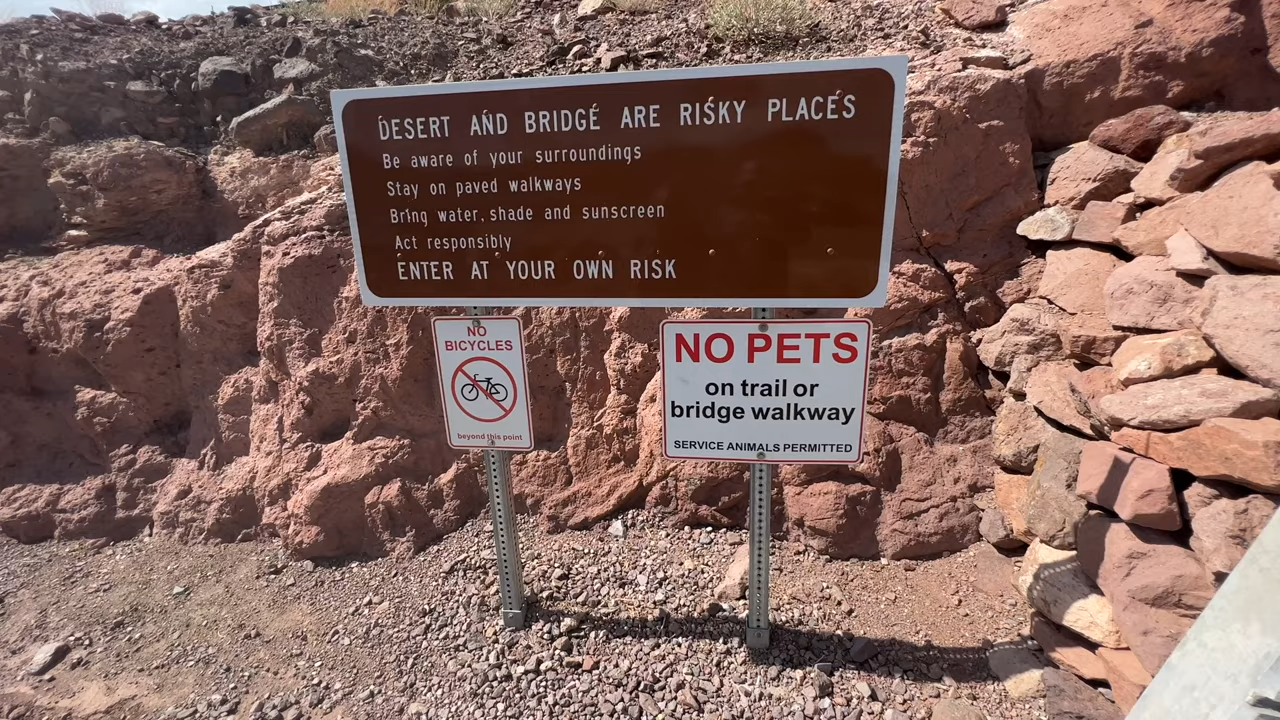 DESERT AND BRIDGE ARE RISKY PLACES
Be aware of your surroundings
Stay on paved walkways
Bring water, shade and sunscreen
Act responsibly
ENTER AT YOUR OWN RISK
NO
BICYCLES
beyond this point
NO PETS
on trail or
bridge walkway
SERVICE ANIMALS PERMITTED